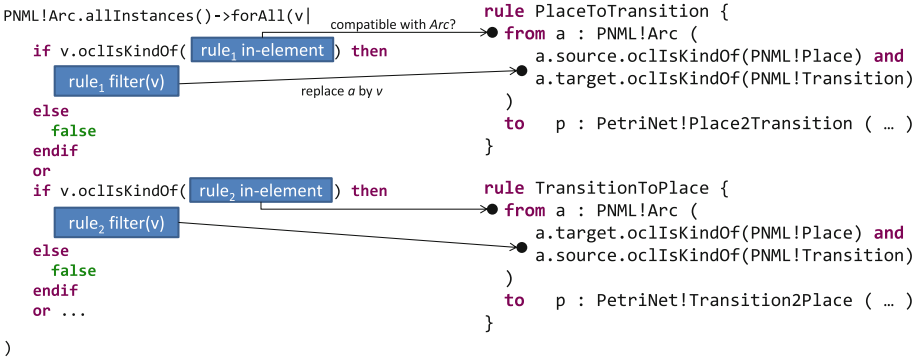 PNML!Arc.allInstances()->forAll(v|
if v.oclIsKindOf( rule1 in-element ) then
rule1 filter(v)
else
false
endif
or
if v.oclIsKindOf( rule2 in-element ) then
rule2 filter(v)
else
false
endif
or ...
)
compatible with Arc?
replace a by v
rule PlaceToTransition {
from a : PNML!Arc (
a.source.oclIsKindOf(PNML!Place) and
a.target.oclIsKindOf(PNML!Transition)
)
to p : PetriNet!Place2Transition ( … )
}
rule TransitionToPlace {
from a : PNML!Arc (
a.target.oclIsKindOf(PNML!Place) and
a.source.oclIsKindOf(PNML!Transition)
)
to p : PetriNet!Transition2Place ( … )
}